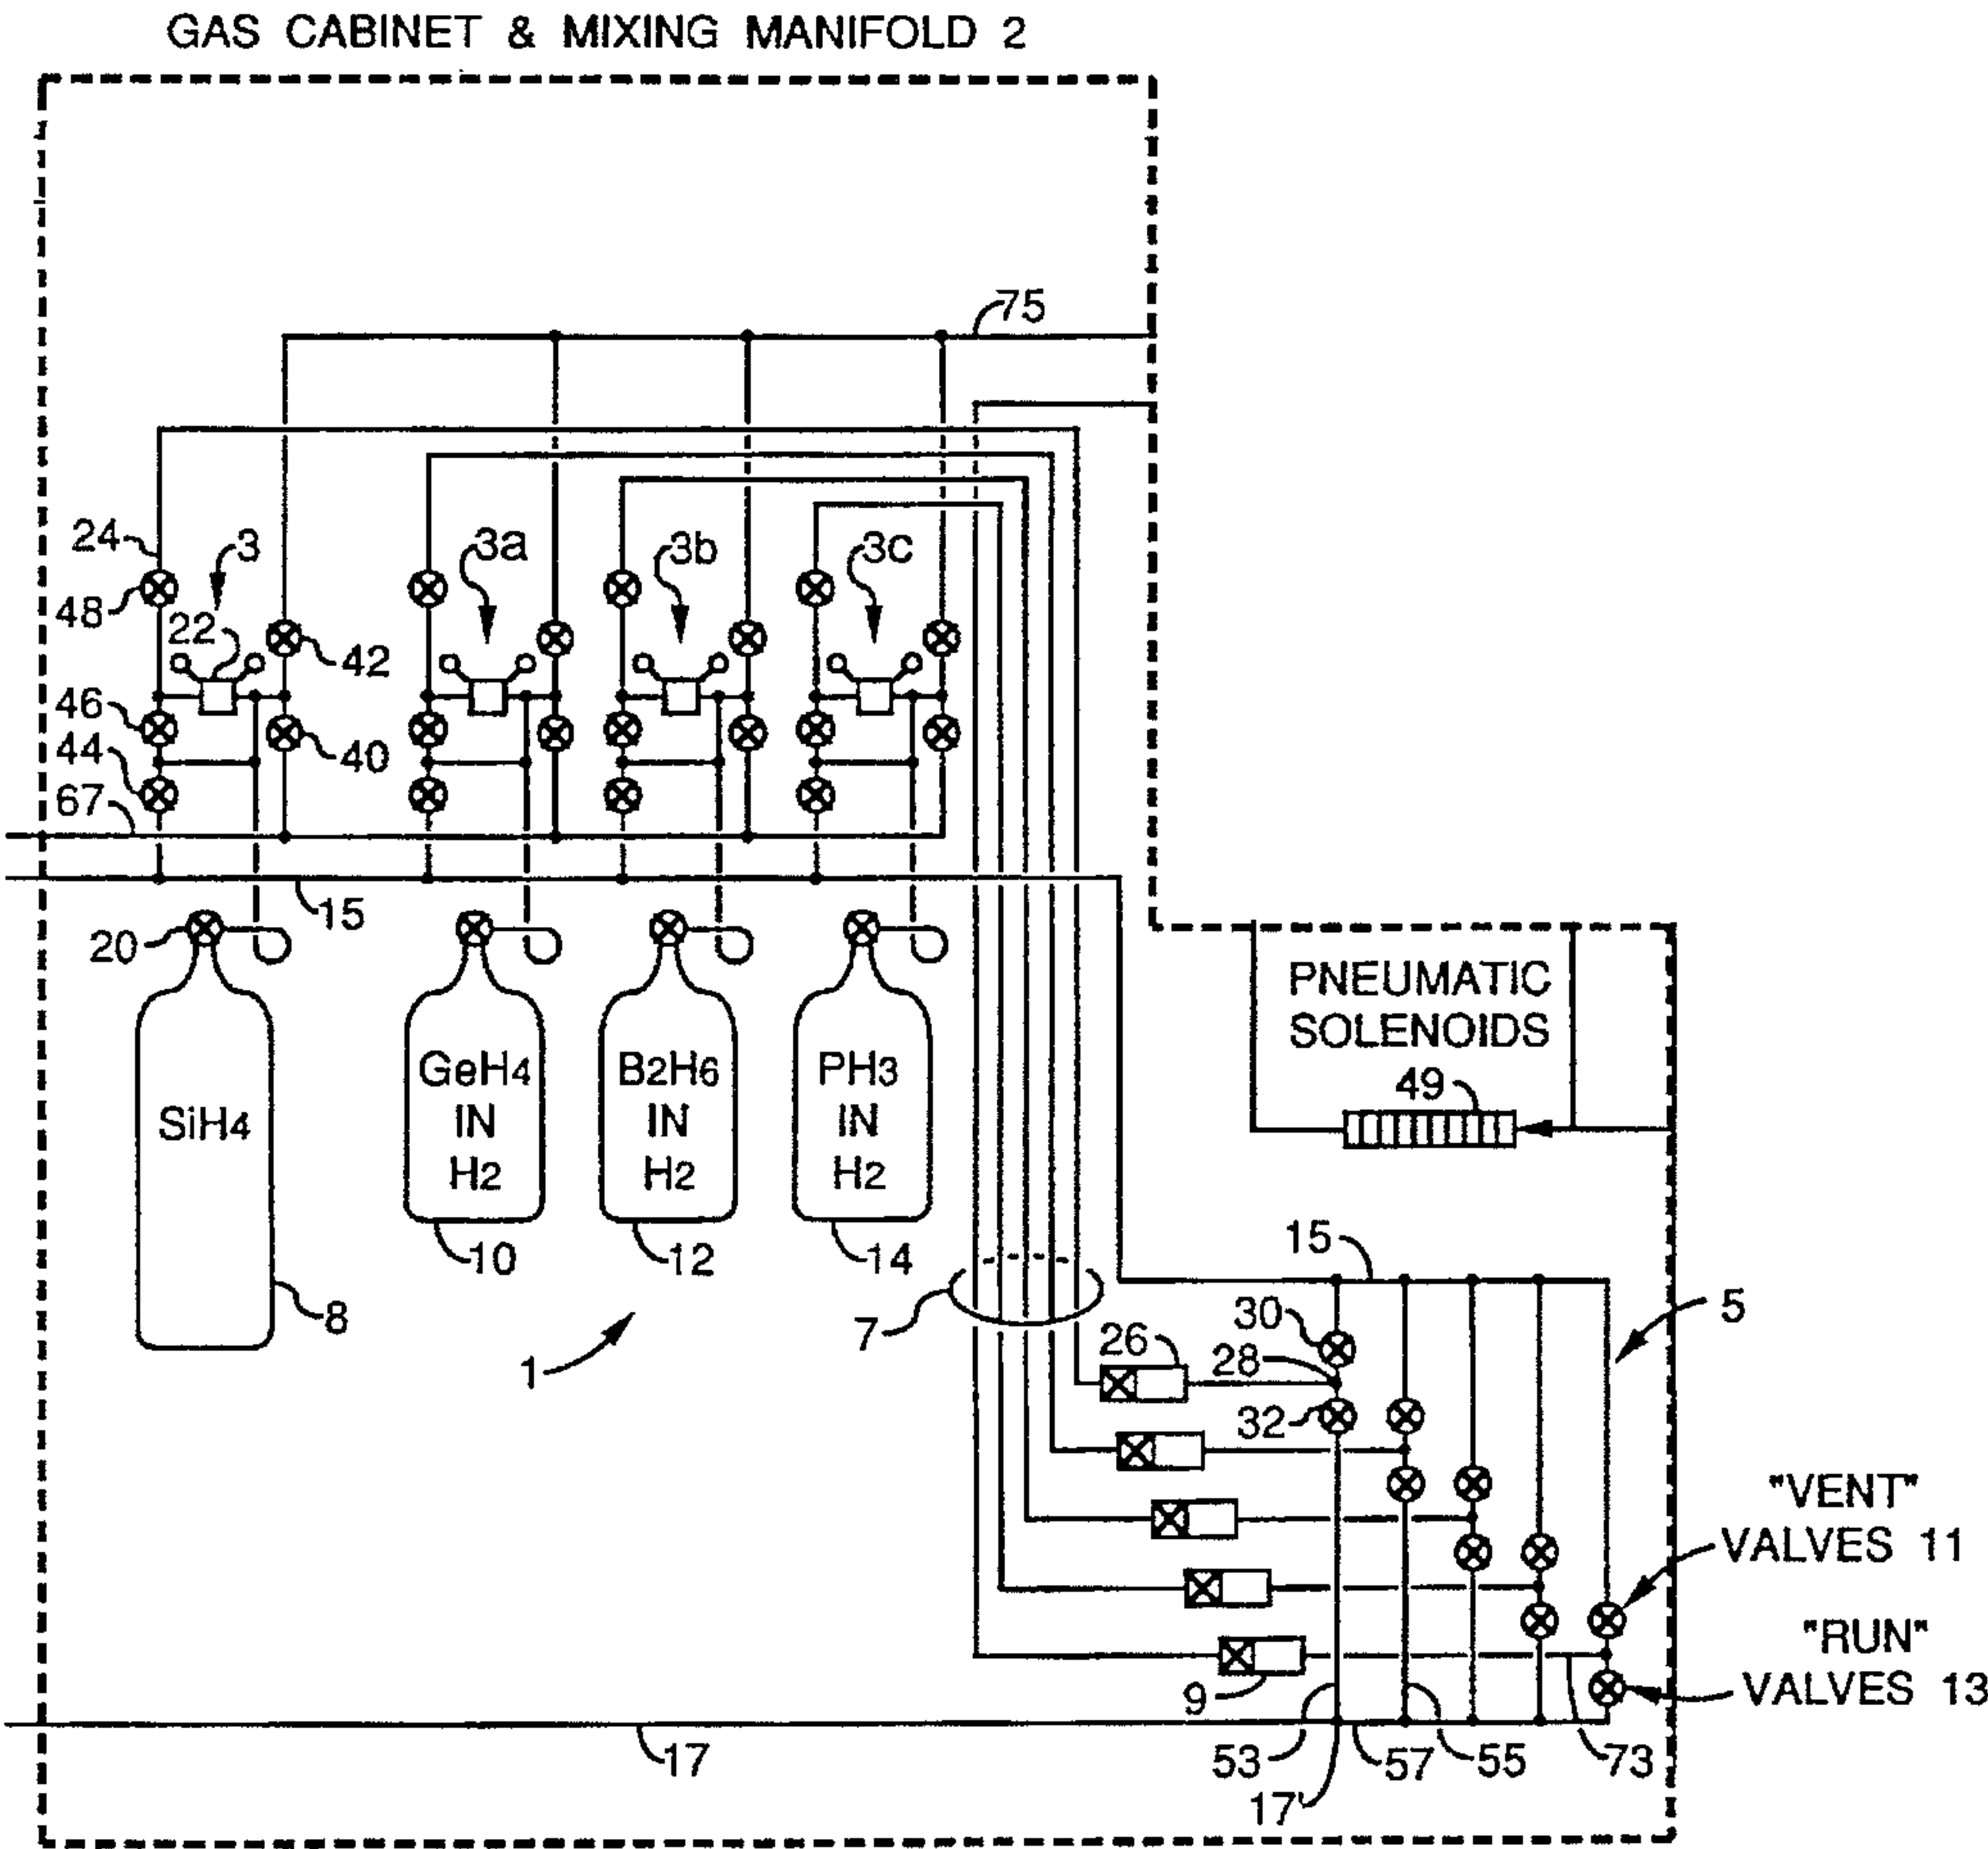 GAS CABINET & MIXING MANIFOLD 2
75
24
3
3a
3b
3c
48
22
42
46
44
40
67
15
20
PNEUMATIC
SOLENOIDS
49
SiH4
GeH4
IN
H2
B2H6
IN
H2
PH3
IN
H2
10
12
14
8
1
7
15
5
30
26
28
32
"VENT"
VALVES 11
"RUN"
VALVES 13
9
17
53
57
55
73
17'